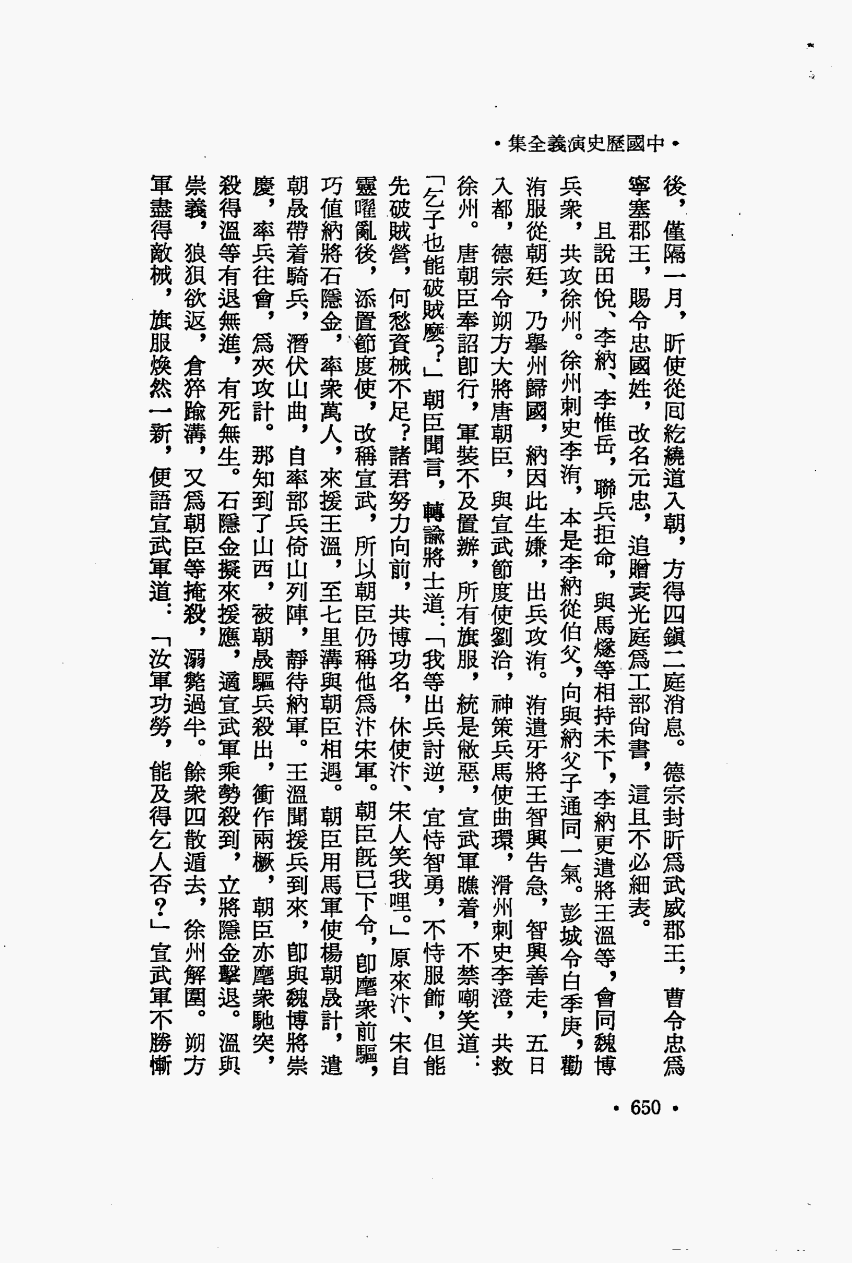 •中國歷史演義全集•
後，僅隔一月，昕使從回紇繞道入朝，方得四鎭二庭消息。德宗封昕爲武威郡王，曹令忠爲
寧塞郡王，賜令忠國姓，改名元忠，追贈袁光庭爲工部尙書，這且不必細表。
且說田悅、李納、李惟岳，聯兵拒命，與馬燧等相持未下，李納更遣將王溫等，會同魏博
兵衆，共攻徐州。徐州刺史李洧，本是李納從伯父，向與納父子通同一氣。彭城令白季庚，勸
洧服從朝廷，乃擧州歸國，納因此生嫌，出兵攻洧。洧遣牙將王智興告急，智興善走，五日
入都，德宗令朔方大將唐朝臣，與宣武節度使劉洽，神策兵馬使曲環，滑州刺史李澄，共救
徐州。唐朝臣奉詔卽行，軍裝不及置辦，所有旗服，統是敝惡，宣武軍瞧着，不禁嘲笑道：
「乞子也能破賊麼？」朝臣聞言，轉諭將士道：「我等出兵討逆，宜恃智勇，不恃服飾，但能
先破賊營，何愁資械不足？諸君努力向前，共博功名，休使汴、宋人笑我哩。」原來汴、宋自
靈曜亂後，添置節度使，改稱宣武，所以朝臣仍稱他爲汴宋軍。朝臣旣已下令，卽麾衆前驅，
巧値納將石隱金，率衆萬人，來援王溫，至七里溝與朝臣相遇。朝臣用馬軍使楊朝晟計，遣
朝晟帶着騎兵，潛伏山曲，自率部兵倚山列陣，靜待納軍。王溫聞援兵到來，卽與魏博將崇
慶，率兵往會，爲夾攻計。那知到了山西，被朝晟驅兵殺出，衝作兩橛，朝臣亦麾衆馳突，
殺得溫等有退無進，有死無生。石隱金擬來援應，適宣武軍乘勢殺到，立將隱金擊退。溫與
崇義，狼狽欲返，倉猝踰溝，又爲朝臣等掩殺，溺斃過半。餘衆四散遁去，徐州解圍。朔方
軍盡得敵械，旗服煥然一新，便語宣武軍道：「汝軍功勞，能及得乞人否？」宣武軍不勝慚
• 650 •